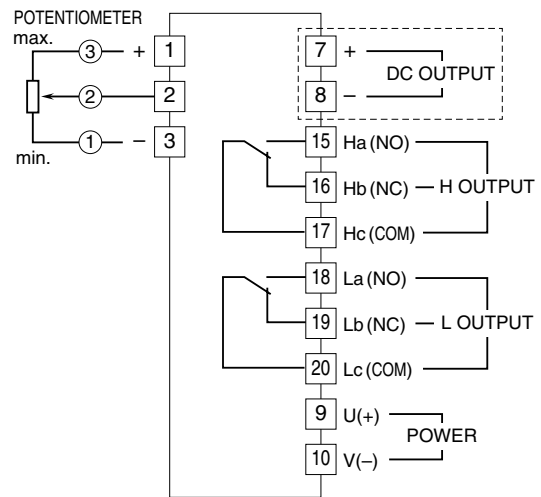 POTENTIOMETER
max.
③ + 1
② 2
① – 3
min.
7 +
DC OUTPUT
8 –
15 Ha (NO)
16 Hb (NC) H OUTPUT
17 Hc (COM)
18 La (NO)
19 Lb (NC) L OUTPUT
20 Lc (COM)
9 U(+)
POWER
10 V(–)